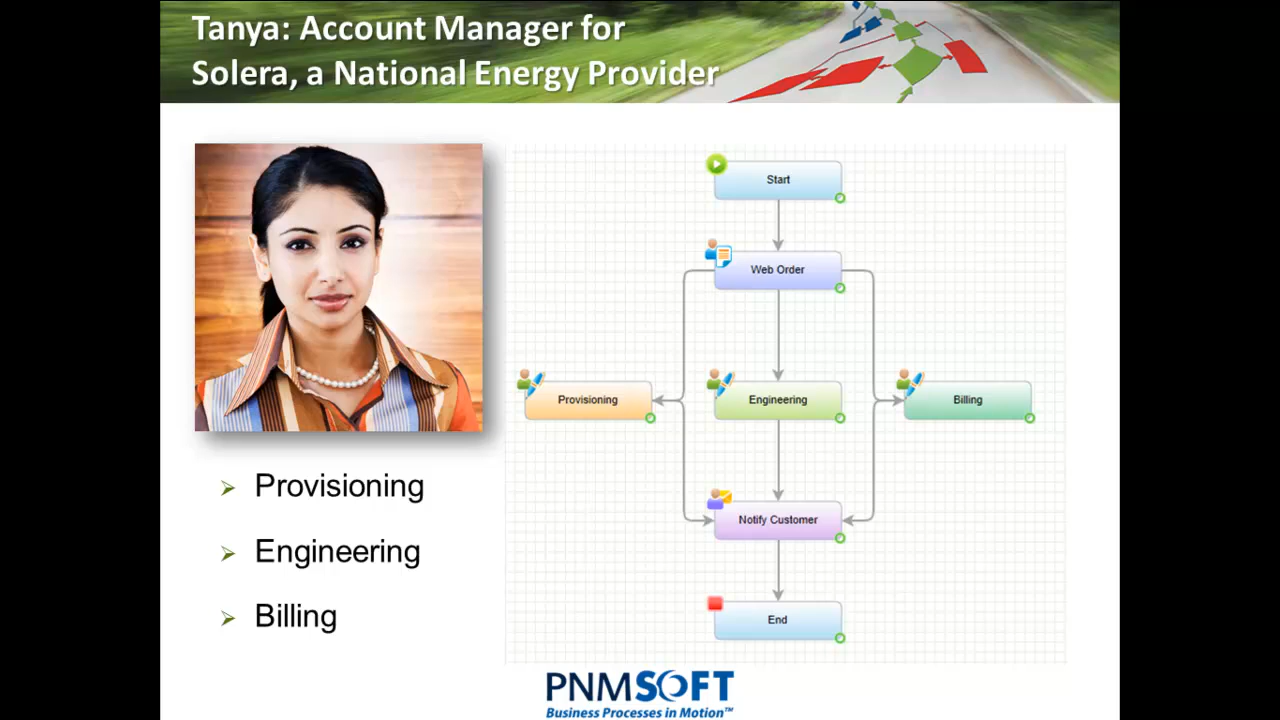 Tanya: Account Manager for
Solera, a National Energy Provider
Start
Web Order
Provisioning
Engineering
Billing
Notify Customer
End
Provisioning
Engineering
Billing
PNMSOFT
Business Processes in Motion™